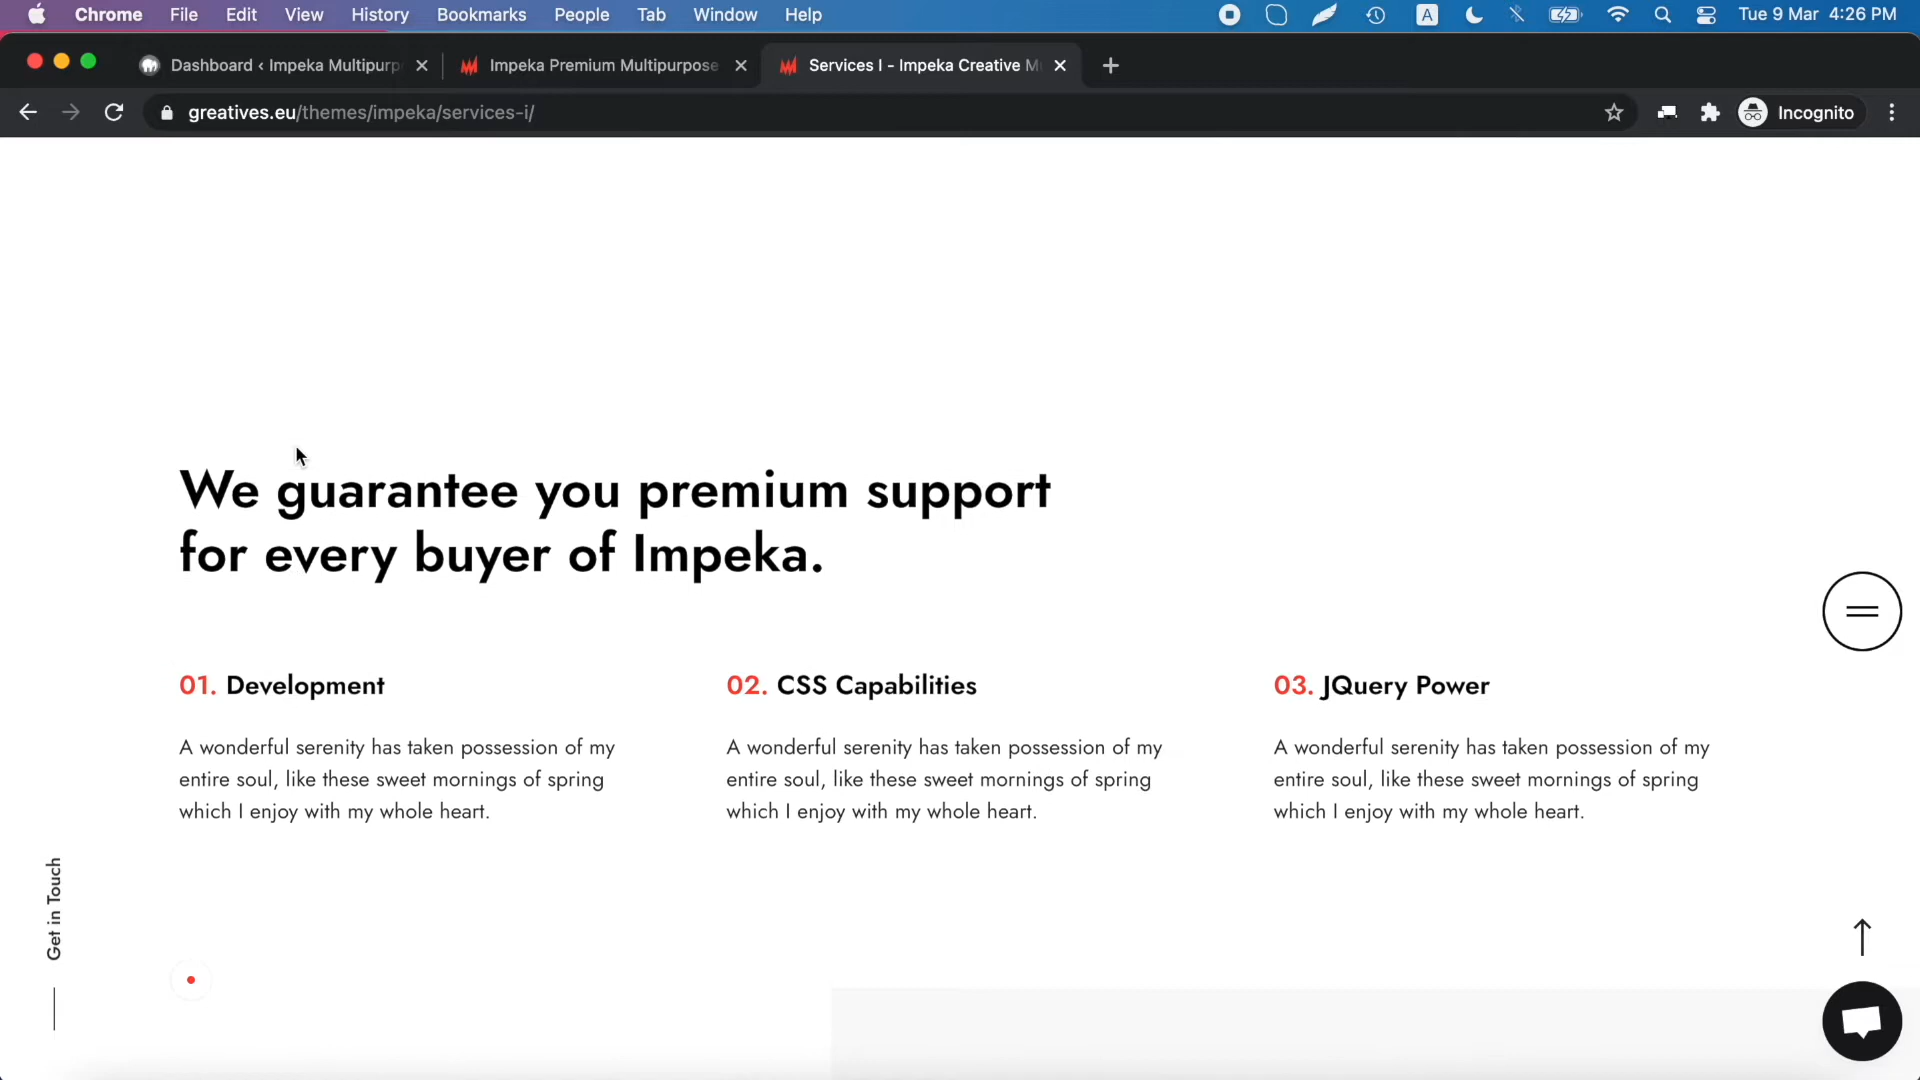 Chrome File Edit View History Bookmarks People Tab Window Help A Tue 9 Mar 4:26 PM
Dashboard ‹ Impeka Multipurp
Impeka Premium Multipurpose
Services I - Impeka Creative M
greatives.eu/themes/impeka/services-i/
Incognito
We guarantee you premium support
for every buyer of Impeka.
01. Development
A wonderful serenity has taken possession of my
entire soul, like these sweet mornings of spring
which I enjoy with my whole heart.
02. CSS Capabilities
A wonderful serenity has taken possession of my
entire soul, like these sweet mornings of spring
which I enjoy with my whole heart.
03. JQuery Power
A wonderful serenity has taken possession of my
entire soul, like these sweet mornings of spring
which I enjoy with my whole heart.
Get in Touch